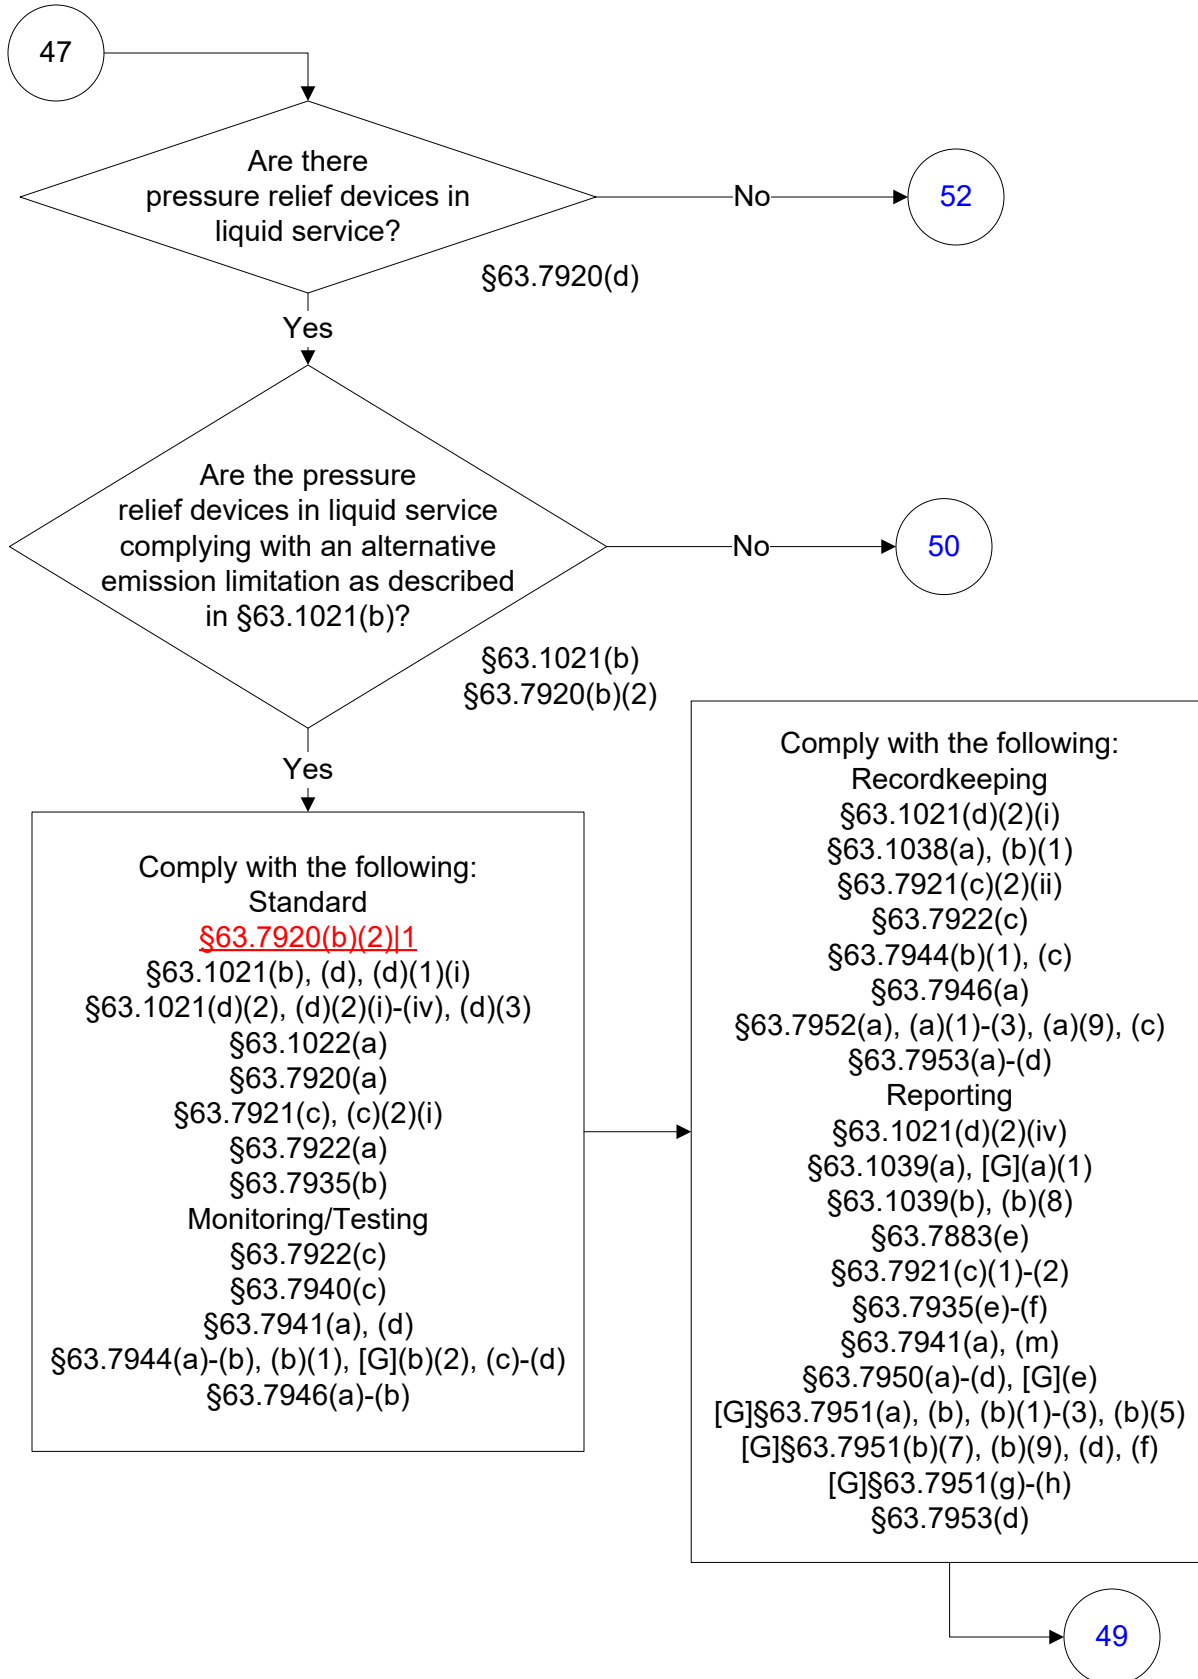 47
Are there
pressure relief devices in
liquid service?
No
52
§63.7920(d)
Yes
Are the pressure
relief devices in liquid service
complying with an alternative
emission limitation as described
in §63.1021(b)?
No
50
§63.1021(b)
§63.7920(b)(2)
Yes
Comply with the following:
Standard
§63.7920(b)(2)|1
§63.1021(b), (d), (d)(1)(i)
§63.1021(d)(2), (d)(2)(i)-(iv), (d)(3)
§63.1022(a)
§63.7920(a)
§63.7921(c), (c)(2)(i)
§63.7922(a)
§63.7935(b)
Monitoring/Testing
§63.7922(c)
§63.7940(c)
§63.7941(a), (d)
§63.7944(a)-(b), (b)(1), [G](b)(2), (c)-(d)
§63.7946(a)-(b)
Comply with the following:
Recordkeeping
§63.1021(d)(2)(i)
§63.1038(a), (b)(1)
§63.7921(c)(2)(ii)
§63.7922(c)
§63.7944(b)(1), (c)
§63.7946(a)
§63.7952(a), (a)(1)-(3), (a)(9), (c)
§63.7953(a)-(d)
Reporting
§63.1021(d)(2)(iv)
§63.1039(a), [G](a)(1)
§63.1039(b), (b)(8)
§63.7883(e)
§63.7921(c)(1)-(2)
§63.7935(e)-(f)
§63.7941(a), (m)
§63.7950(a)-(d), [G](e)
[G]§63.7951(a), (b), (b)(1)-(3), (b)(5)
[G]§63.7951(b)(7), (b)(9), (d), (f)
[G]§63.7951(g)-(h)
§63.7953(d)
49